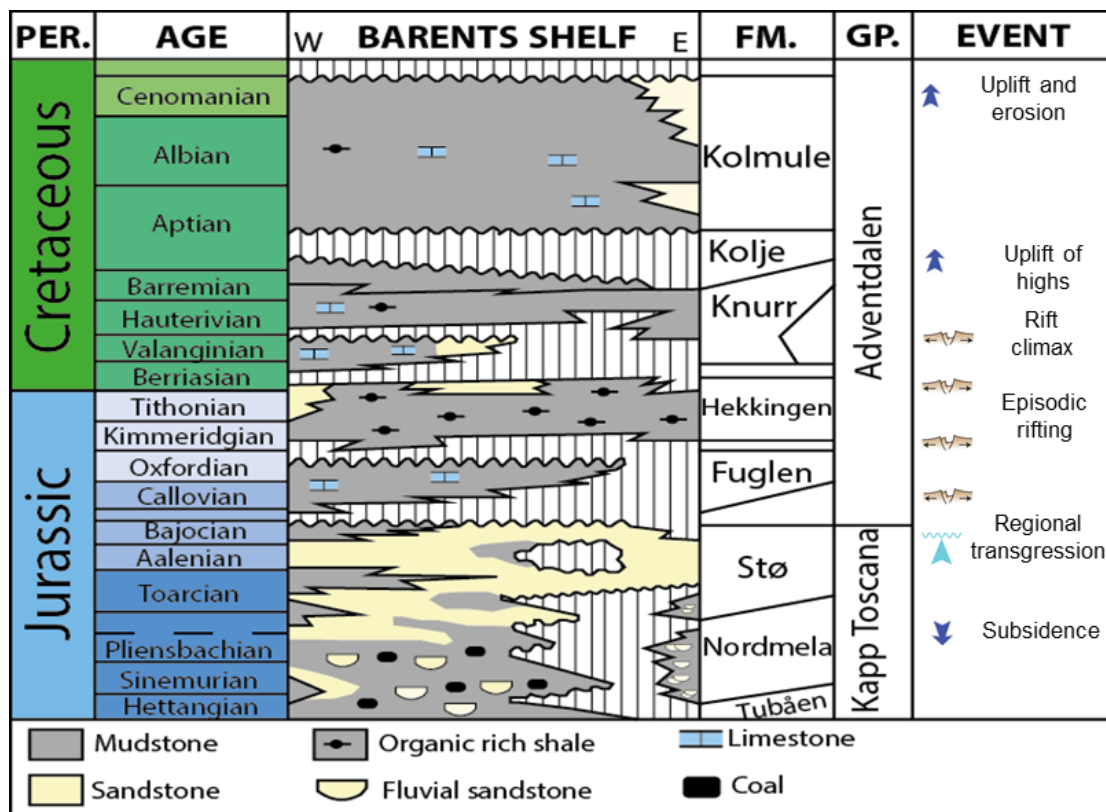 PER.
AGE
W BARENTS SHELF E
FM.
GP.
EVENT
Cretaceous
Jurassic
Cenomanian
Albian
Aptian
Barremian
Hauterivian
Valanginian
Berriasian
Tithonian
Kimmeridgian
Oxfordian
Callovian
Bajocian
Aalenian
Toarcian
Pliensbachian
Sinemurian
Hettangian
Kolmule
Kolje
Knurr
Hekkingen
Fuglen
Stø
Nordmela
Tubåen
Adventdalen
Kapp Toscana
Uplift and
erosion
Uplift of
highs
Rift
climax
Episodic
rifting
Regional
transgression
Subsidence
Mudstone
Organic rich shale
Limestone
Sandstone
Fluvial sandstone
Coal